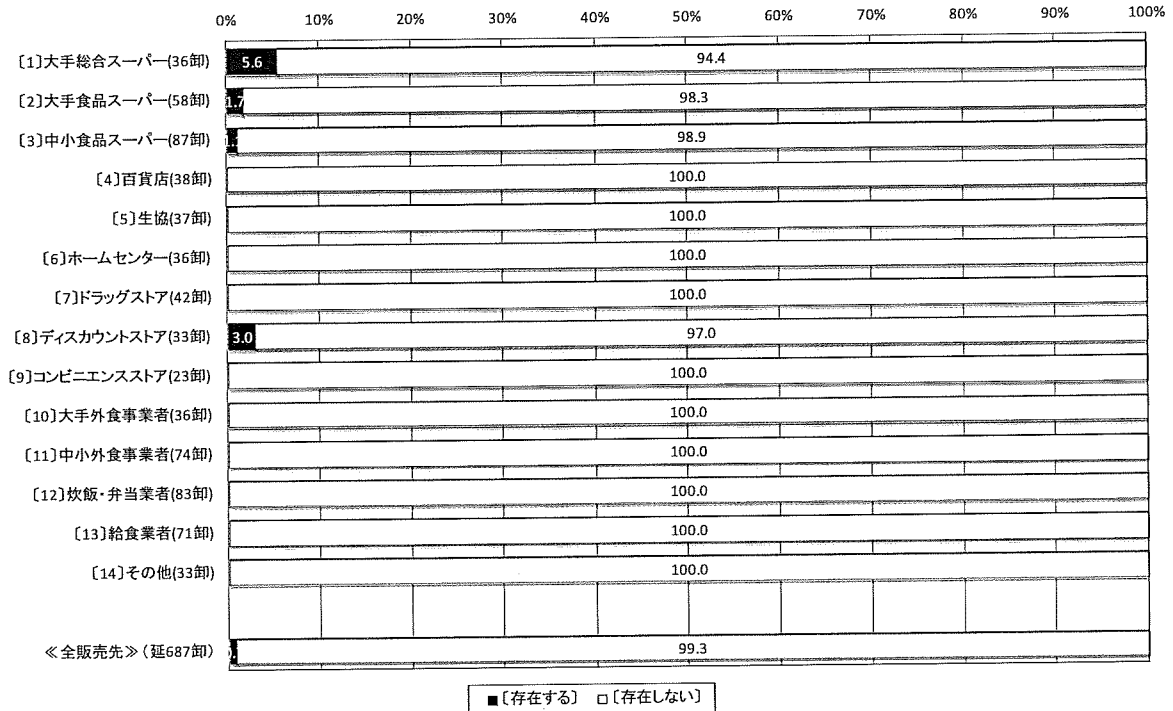 0% 10% 20% 30% 40% 50% 60% 70% 80% 90% 100%
〔1〕大手総合スーパー(36卸) 5.6 94.4
〔2〕大手食品スーパー(58卸) 1.7 98.3
〔3〕中小食品スーパー(87卸) 98.9
〔4〕百貨店(38卸) 100.0
〔5〕生協(37卸) 100.0
〔6〕ホームセンター(36卸) 100.0
〔7〕ドラッグストア(42卸) 100.0
〔8〕ディスカウントストア(33卸) 3.0 97.0
〔9〕コンビニエンスストア(23卸) 100.0
〔10〕大手外食事業者(36卸) 100.0
〔11〕中小外食事業者(74卸) 100.0
〔12〕炊飯・弁当業者(83卸) 100.0
〔13〕給食業者(71卸) 100.0
〔14〕その他(33卸) 100.0
≪全販売先≫(延687卸) 99.3
■〔存在する〕 □〔存在しない〕